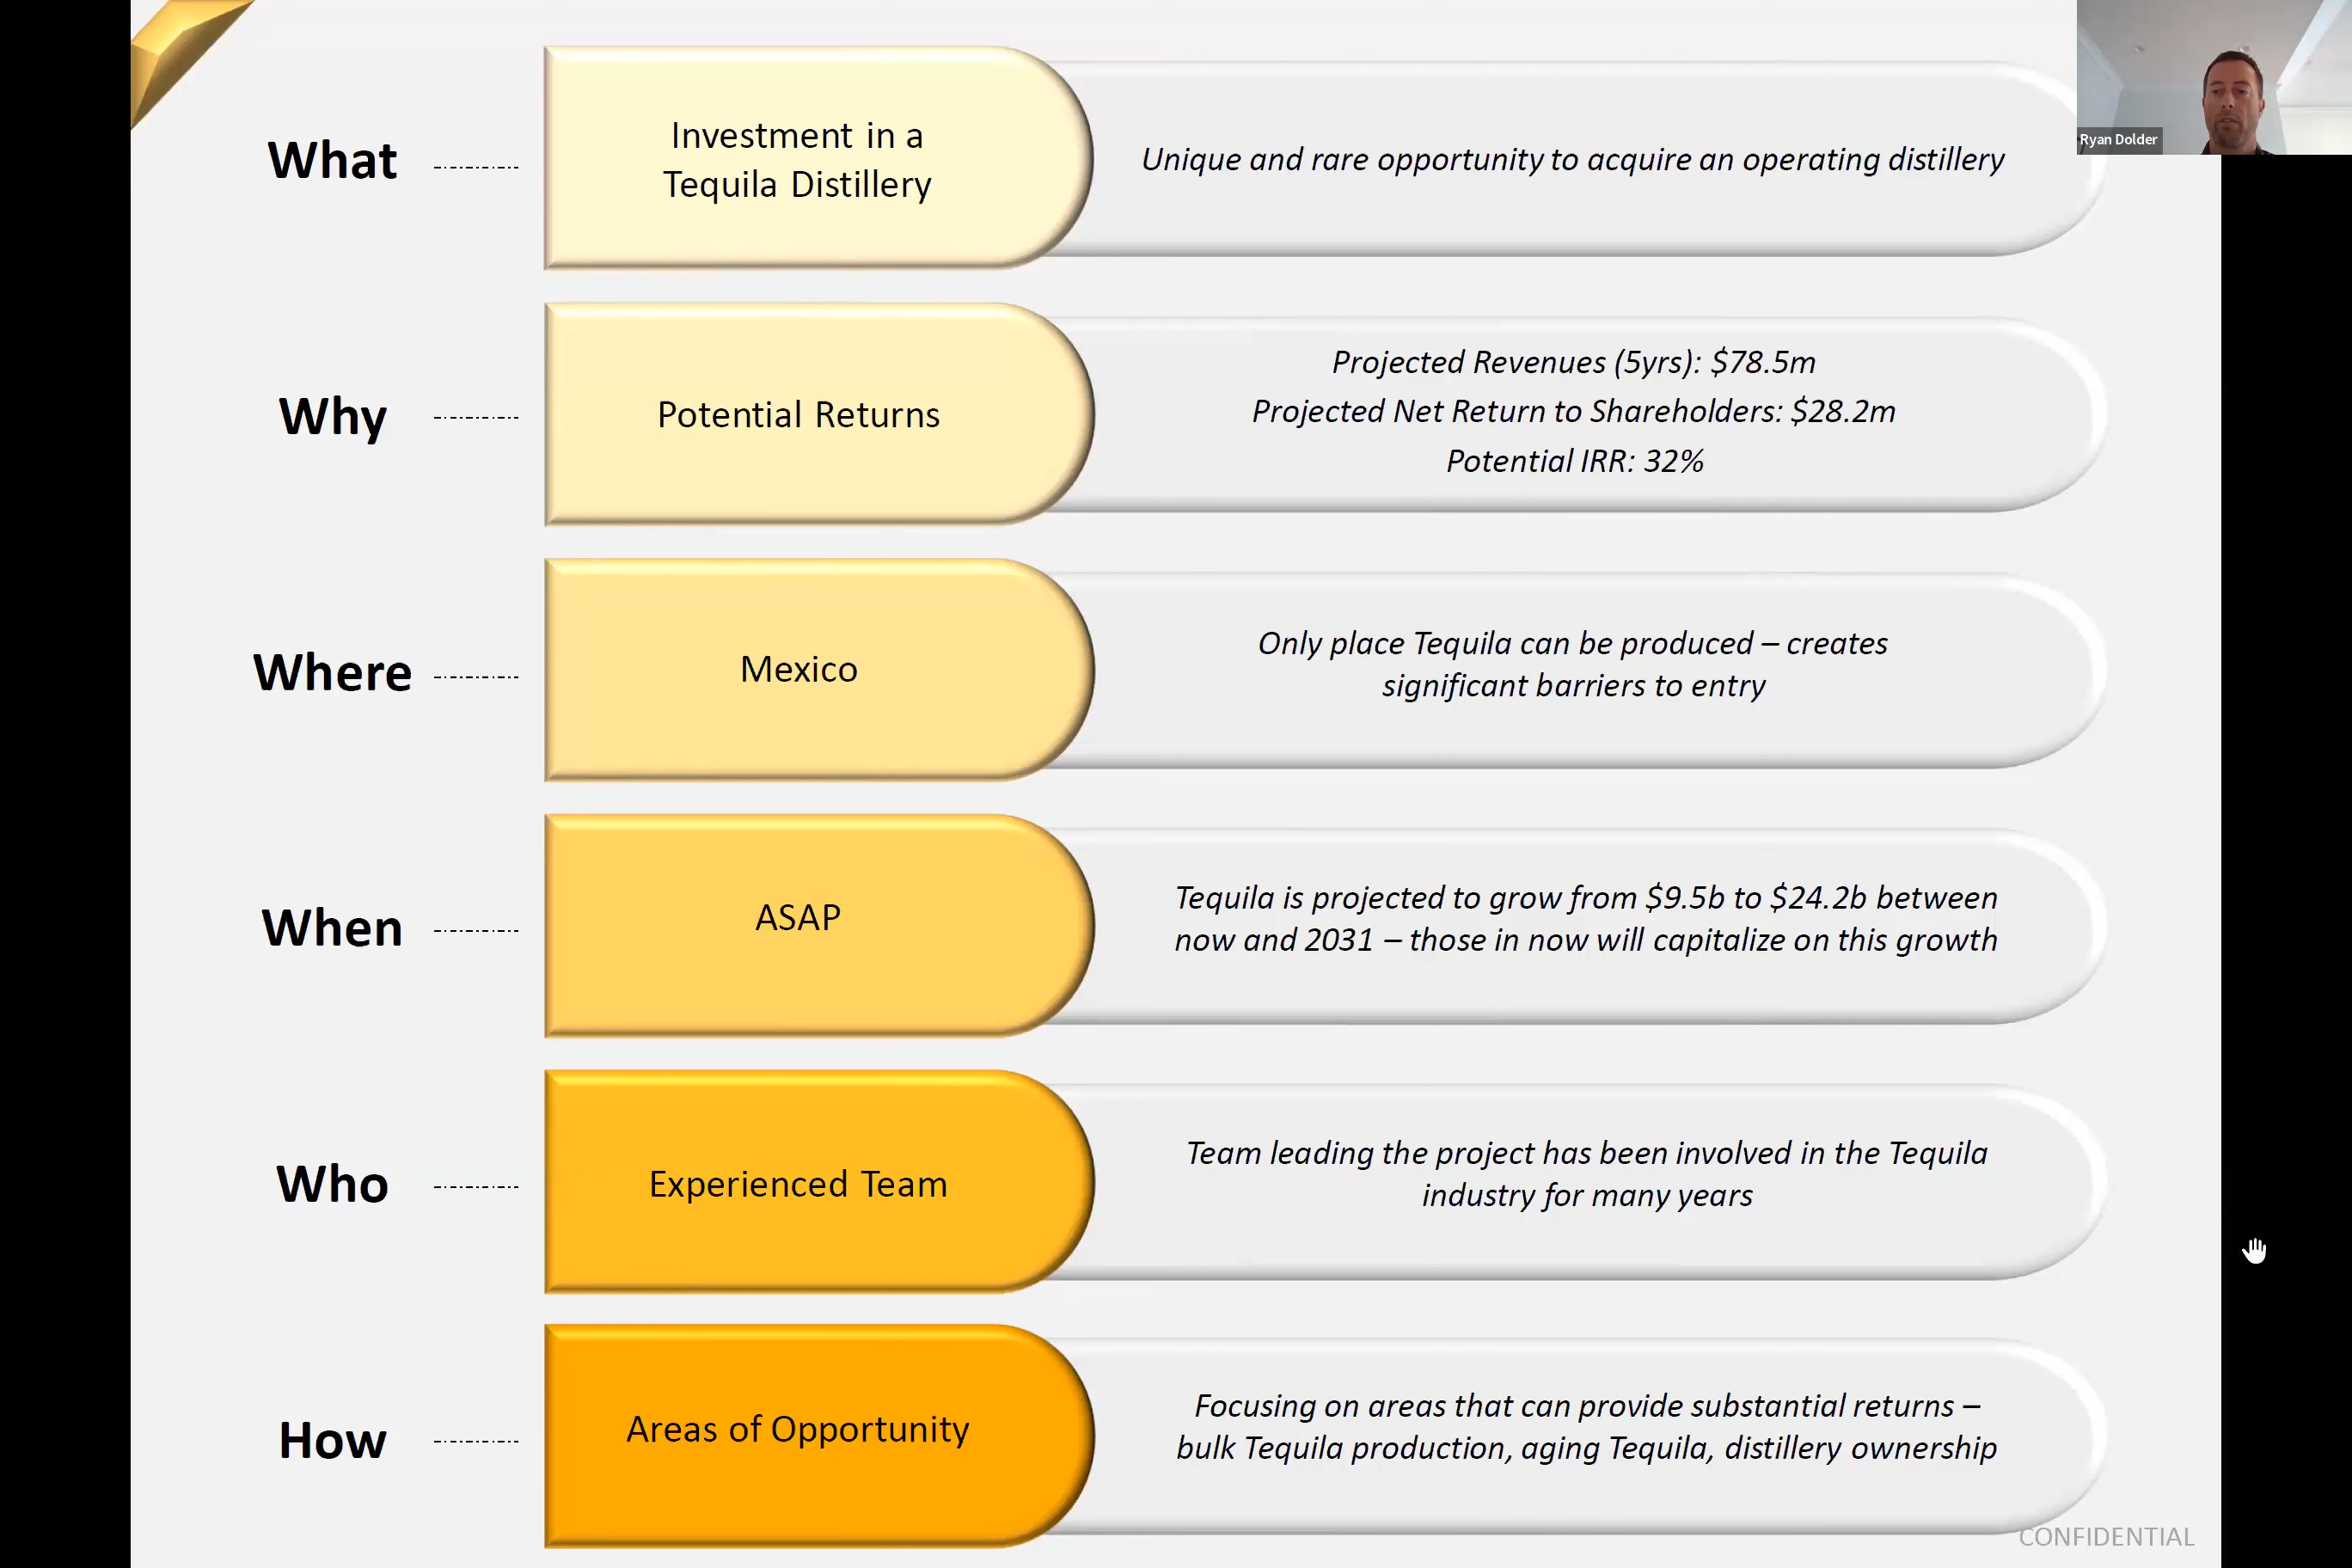 Ryan Dolder
What
Investment in a
Tequila Distillery
Unique and rare opportunity to acquire an operating distillery
Why
Potential Returns
Projected Revenues (5yrs): $78.5m
Projected Net Return to Shareholders: $28.2m
Potential IRR: 32%
Where
Mexico
Only place Tequila can be produced – creates
significant barriers to entry
When
ASAP
Tequila is projected to grow from $9.5b to $24.2b between
now and 2031 – those in now will capitalize on this growth
Who
Experienced Team
Team leading the project has been involved in the Tequila
industry for many years
How
Areas of Opportunity
Focusing on areas that can provide substantial returns –
bulk Tequila production, aging Tequila, distillery ownership
CONFIDENTIAL